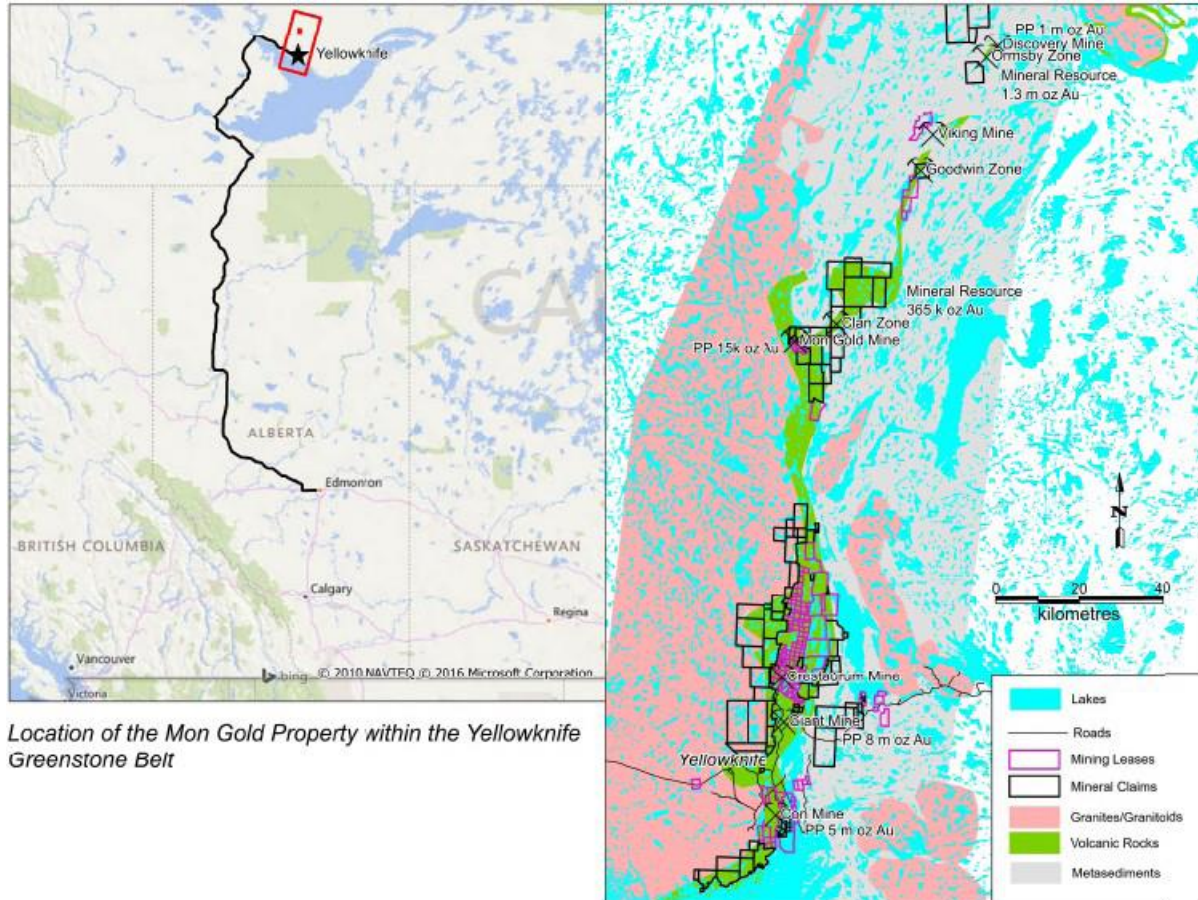 Yellowknife
CAN
ALBERTA
Edmonron
BRITISH COLUMBIA
SASKATCHEWAN
Calgary
Regina
Vancouver
bing
© 2010 NAVTEQ © 2016 Microsoft Corporation
Victoria
Location of the Mon Gold Property within the Yellowknife
Greenstone Belt
PP 1 m oz Au
Discovery Mine
Ormsby Zone
Mineral Resource
1.3 m oz Au
Viking Mine
Goodwin Zone
Mineral Resource
365 k oz Au
Clan Zone
Mon Gold Mine
PP 15k oz Au
N
0 20 40
kilometres
Crestaurum Mine
Giant Mine
PP 8 m oz Au
Yellowknife
Con Mine
PP 5 m oz Au
Lakes
Roads
Mining Leases
Mineral Claims
Granites/Granitoids
Volcanic Rocks
Metasediments